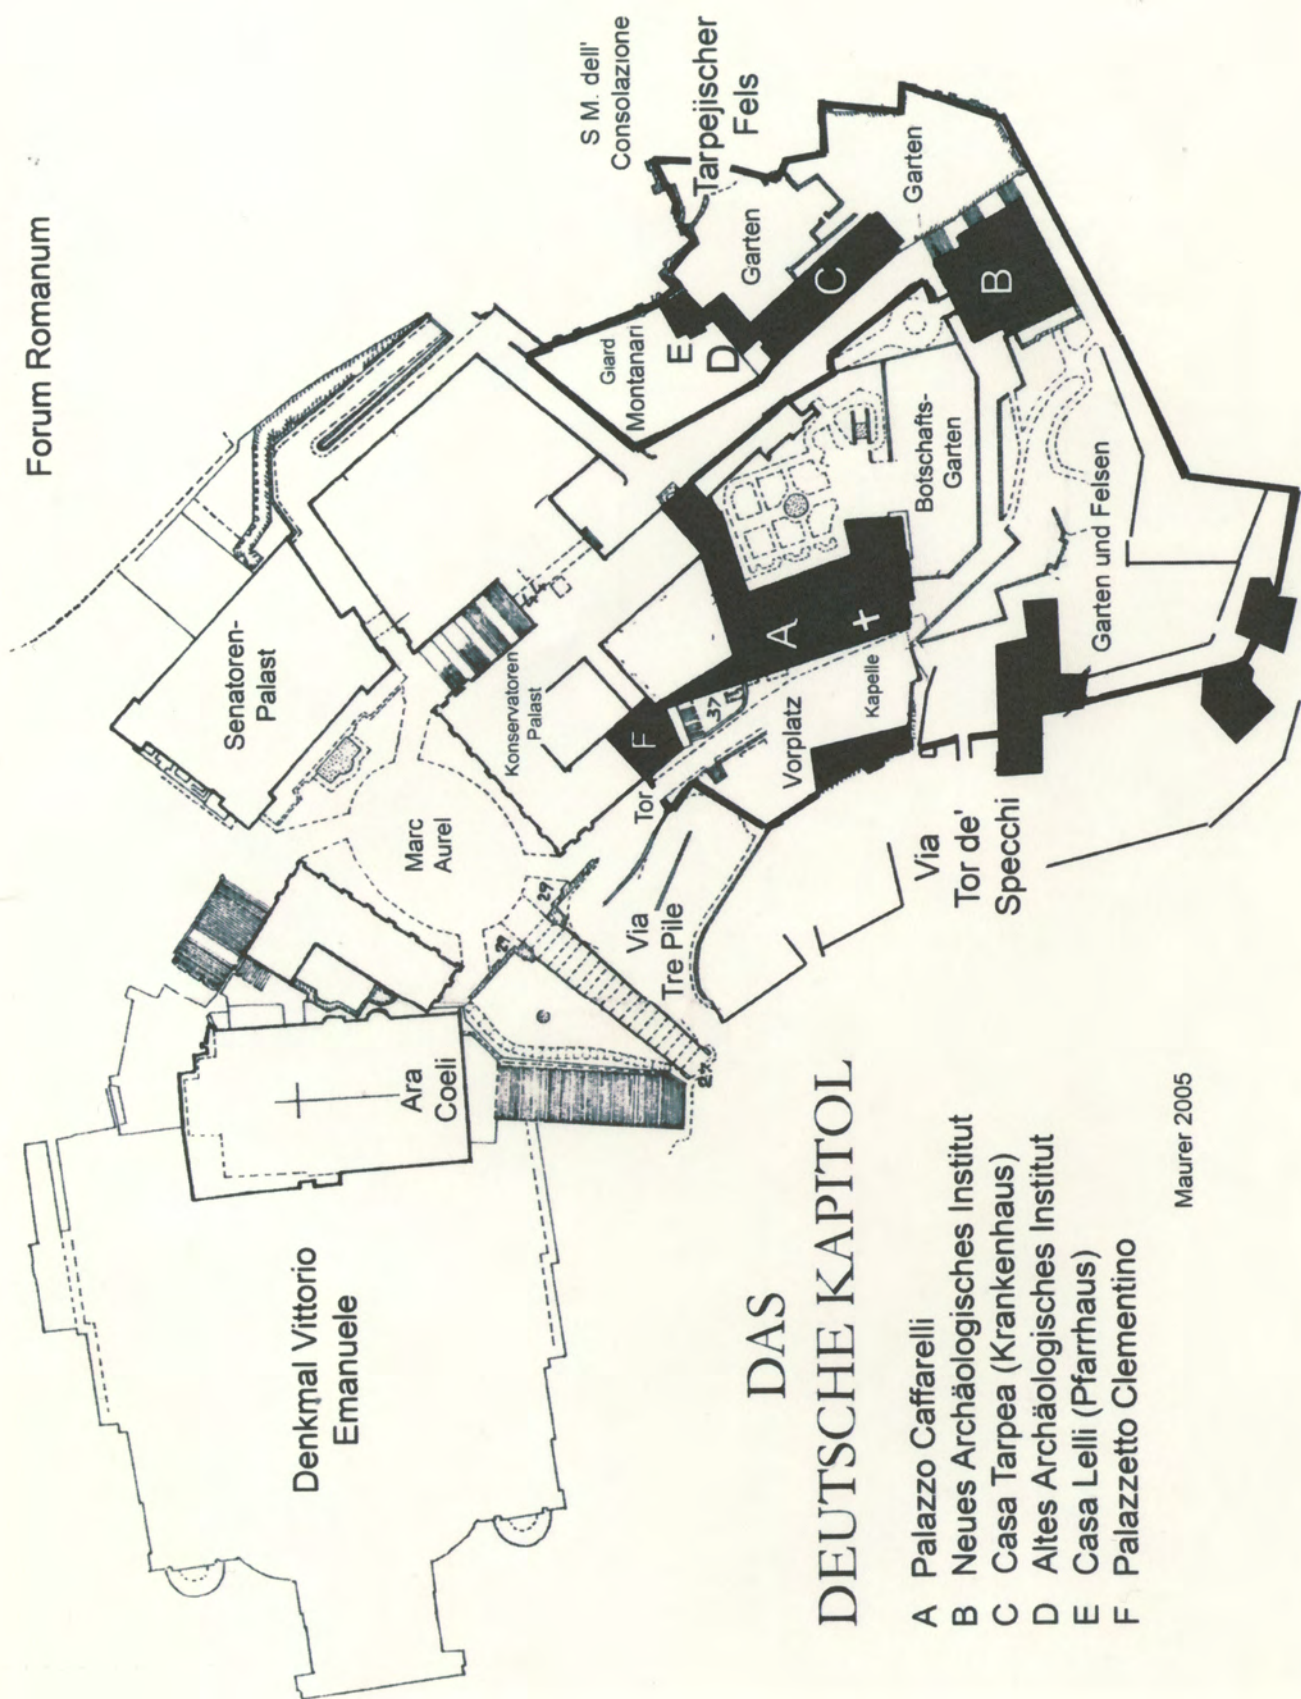 Forum Romanum
S M. dell'
Consolazione
Tarpejischer
Fels
Senatoren-
Palast
Giard
Montanari
Garten
Garten
E
D
C
B
Konservatoren
Palast
Botschafts-
Garten
A
F
37
Marc
Aurel
Tor
Vorplatz
Kapelle
Garten und Felsen
29
Via
Tre Pile
Via
Tor de'
Specchi
27
Ara
Coeli
Denkmal Vittorio
Emanuele
DAS
DEUTSCHE KAPITOL
A Palazzo Caffarelli
B Neues Archäologisches Institut
C Casa Tarpea (Krankenhaus)
D Altes Archäologisches Institut
E Casa Lelli (Pfarrhaus)
F Palazzetto Clementino
Maurer 2005